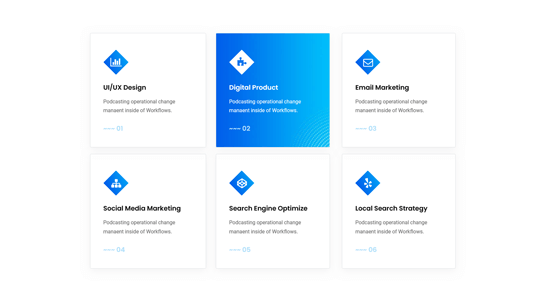 UI/UX Design
Podcasting operational change
manaent inside of Workflows.
01
Digital Product
Podcasting operational change
manaent inside of Workflows.
02
Email Marketing
Podcasting operational change
manaent inside of Workflows.
03
Social Media Marketing
Podcasting operational change
manaent inside of Workflows.
04
Search Engine Optimize
Podcasting operational change
manaent inside of Workflows.
05
Local Search Strategy
Podcasting operational change
manaent inside of Workflows.
06